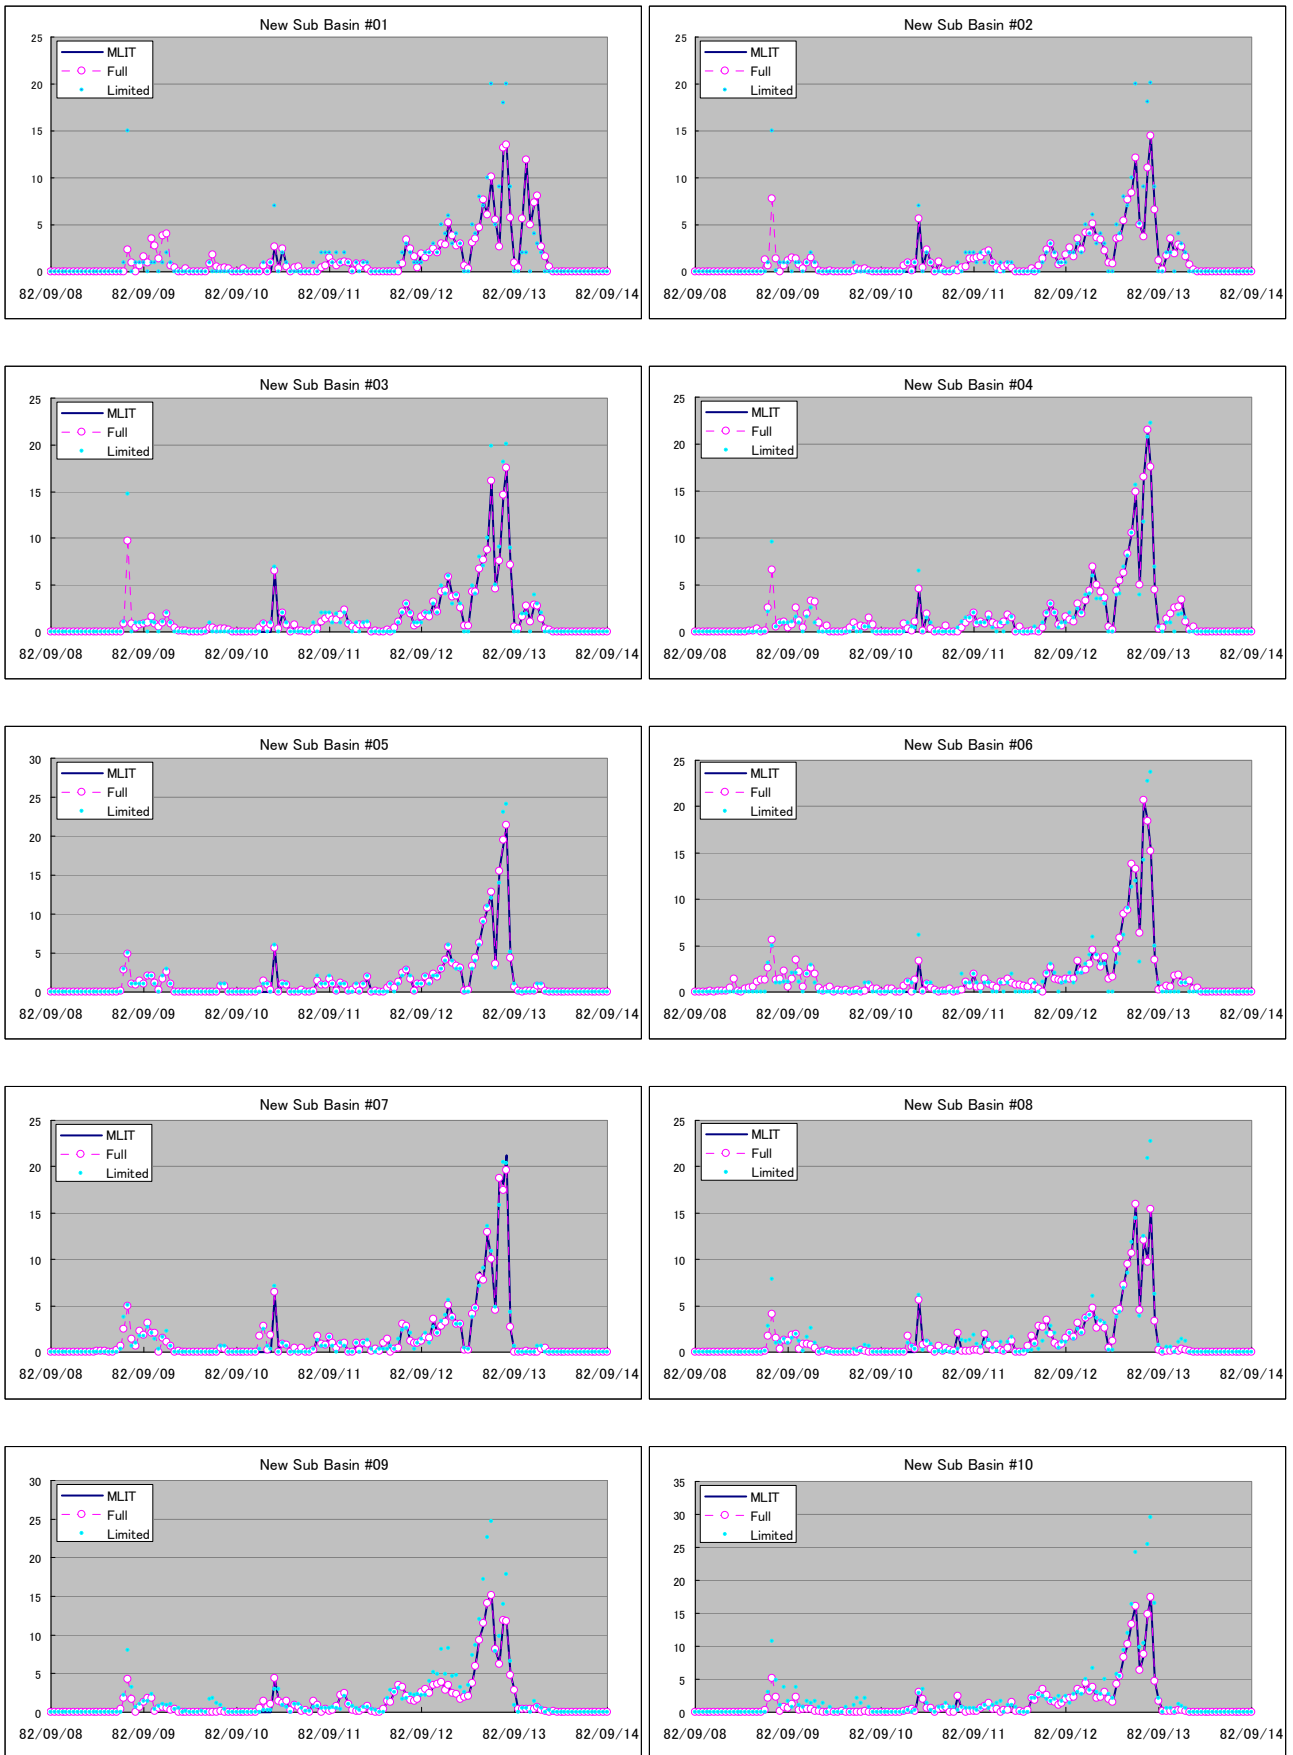 New Sub Basin #01
MLIT
Full
Limited
25
20
15
10
5
0
82/09/08 82/09/09 82/09/10 82/09/11 82/09/12 82/09/13 82/09/14
New Sub Basin #02
MLIT
Full
Limited
25
20
15
10
5
0
82/09/08 82/09/09 82/09/10 82/09/11 82/09/12 82/09/13 82/09/14
New Sub Basin #03
MLIT
Full
Limited
25
20
15
10
5
0
82/09/08 82/09/09 82/09/10 82/09/11 82/09/12 82/09/13 82/09/14
New Sub Basin #04
MLIT
Full
Limited
25
20
15
10
5
0
82/09/08 82/09/09 82/09/10 82/09/11 82/09/12 82/09/13 82/09/14
New Sub Basin #05
MLIT
Full
Limited
30
25
20
15
10
5
0
82/09/08 82/09/09 82/09/10 82/09/11 82/09/12 82/09/13 82/09/14
New Sub Basin #06
MLIT
Full
Limited
25
20
15
10
5
0
82/09/08 82/09/09 82/09/10 82/09/11 82/09/12 82/09/13 82/09/14
New Sub Basin #07
MLIT
Full
Limited
25
20
15
10
5
0
82/09/08 82/09/09 82/09/10 82/09/11 82/09/12 82/09/13 82/09/14
New Sub Basin #08
MLIT
Full
Limited
25
20
15
10
5
0
82/09/08 82/09/09 82/09/10 82/09/11 82/09/12 82/09/13 82/09/14
New Sub Basin #09
MLIT
Full
Limited
30
25
20
15
10
5
0
82/09/08 82/09/09 82/09/10 82/09/11 82/09/12 82/09/13 82/09/14
New Sub Basin #10
MLIT
Full
Limited
35
30
25
20
15
10
5
0
82/09/08 82/09/09 82/09/10 82/09/11 82/09/12 82/09/13 82/09/14